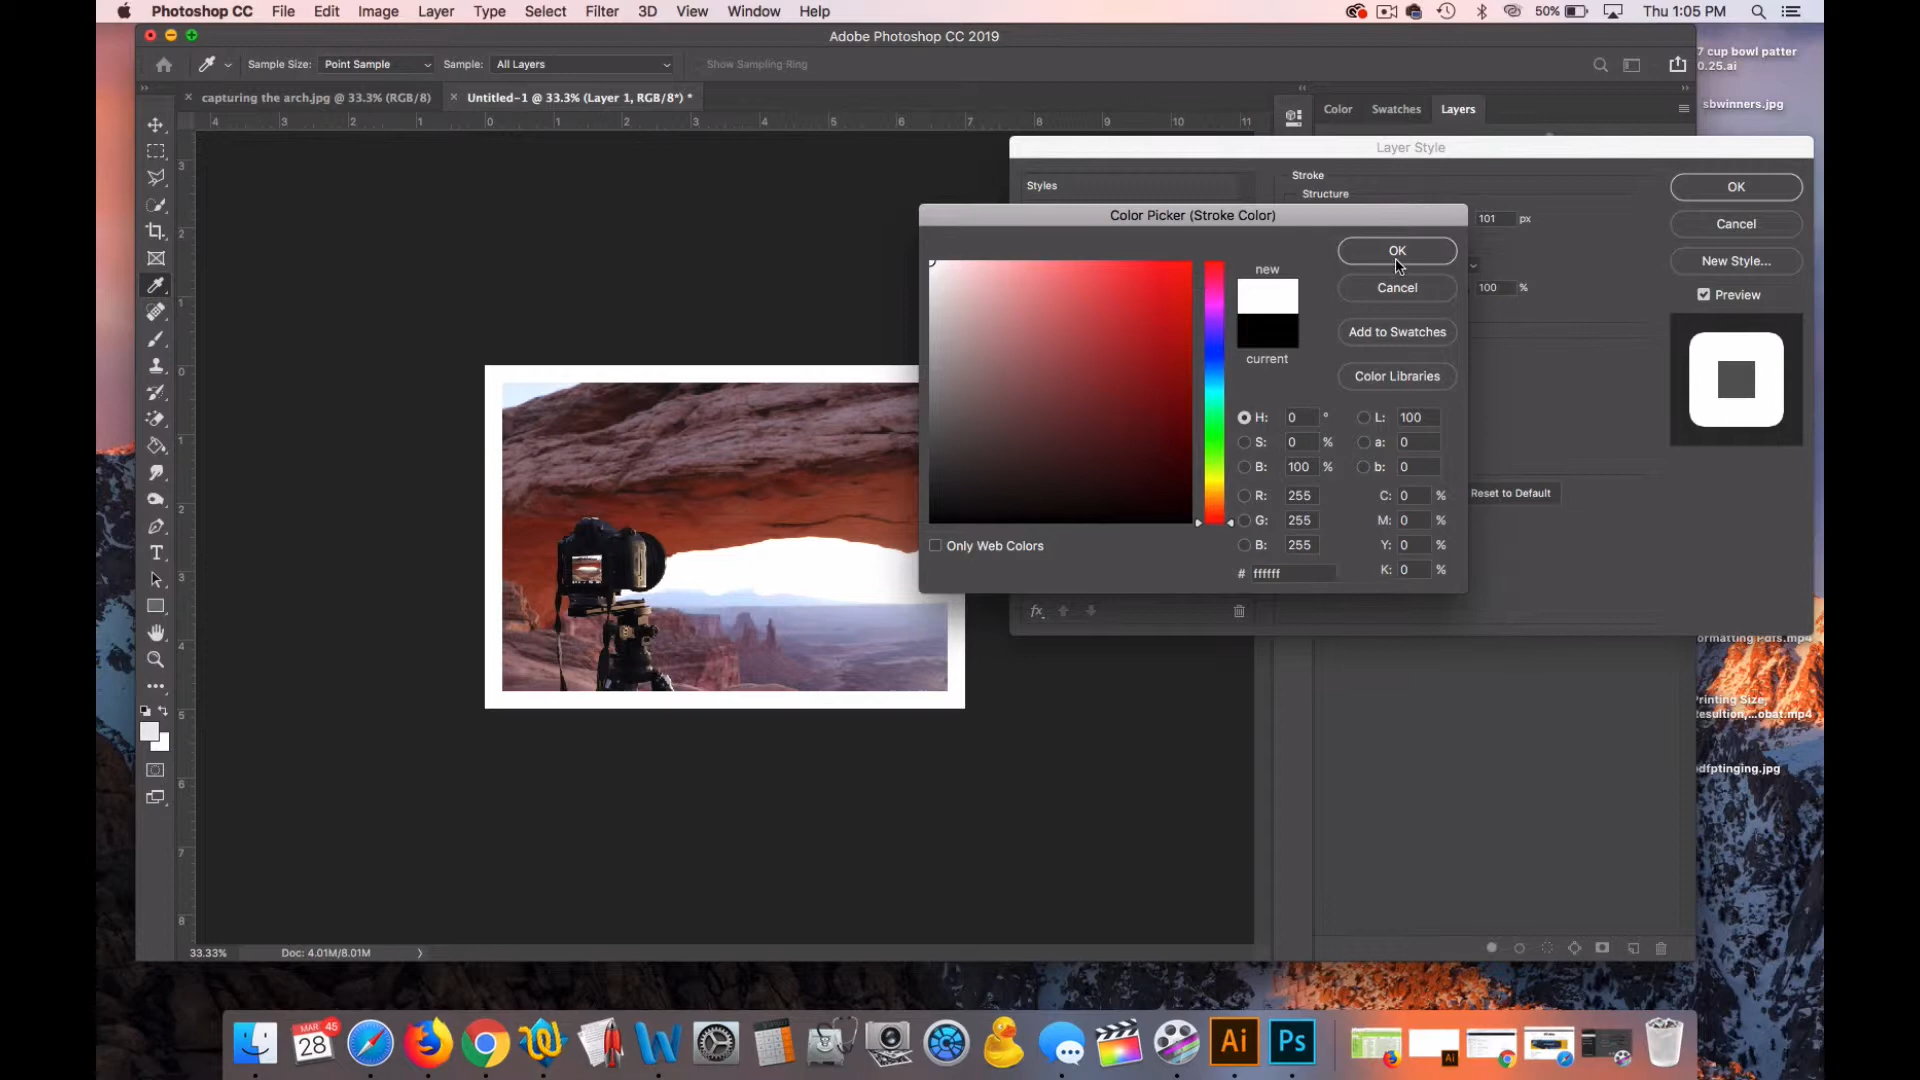 Photoshop CC File Edit Image Layer Type Select Filter 3D View Window Help 50% Thu 1:05 PM
Adobe Photoshop CC 2019
7 cup bowl patter
0.25.ai
Sample Size: Point Sample Sample: All Layers Show Sampling Ring
capturing the arch.jpg @ 33.3% (RGB/8) Untitled-1 @ 33.3% (Layer 1, RGB/8*) *
Color Swatches Layers
sbwinners.jpg
4 3 2 1 0 1 2 3 4 5 6 7 8 9 10 11
3
2
1
0
1
2
3
4
5
6
7
8
Layer Style
Styles
Stroke
Structure
101 px
100 %
Reset to Default
OK
Cancel
New Style...
Preview
fx
Color Picker (Stroke Color)
new
current
OK
Cancel
Add to Swatches
Color Libraries
H: 0 ° L: 100
S: 0 % a: 0
B: 100 % b: 0
R: 255 C: 0 %
G: 255 M: 0 %
B: 255 Y: 0 %
# ffffff K: 0 %
Only Web Colors
ormatting Pdfs.mp4
Printing Size,
esultion,...obat.mp4
dfptinging.jpg
33.33% Doc: 4.01M/8.01M
MAR 45
28
Ai
Ps
Ai